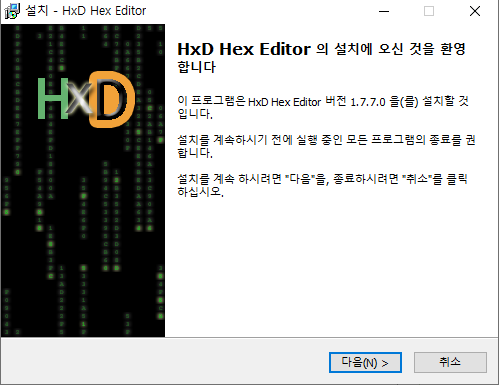 설치 - HxD Hex Editor
HxD
HxD Hex Editor 의 설치에 오신 것을 환영
합니다
이 프로그램은 HxD Hex Editor 버전 1.7.7.0 을(를) 설치할 것
입니다.
설치를 계속하시기 전에 실행 중인 모든 프로그램의 종료를 권
합니다.
설치를 계속 하시려면 "다음"을, 종료하시려면 "취소"를 클릭
하십시오.
다음(N) >
취소